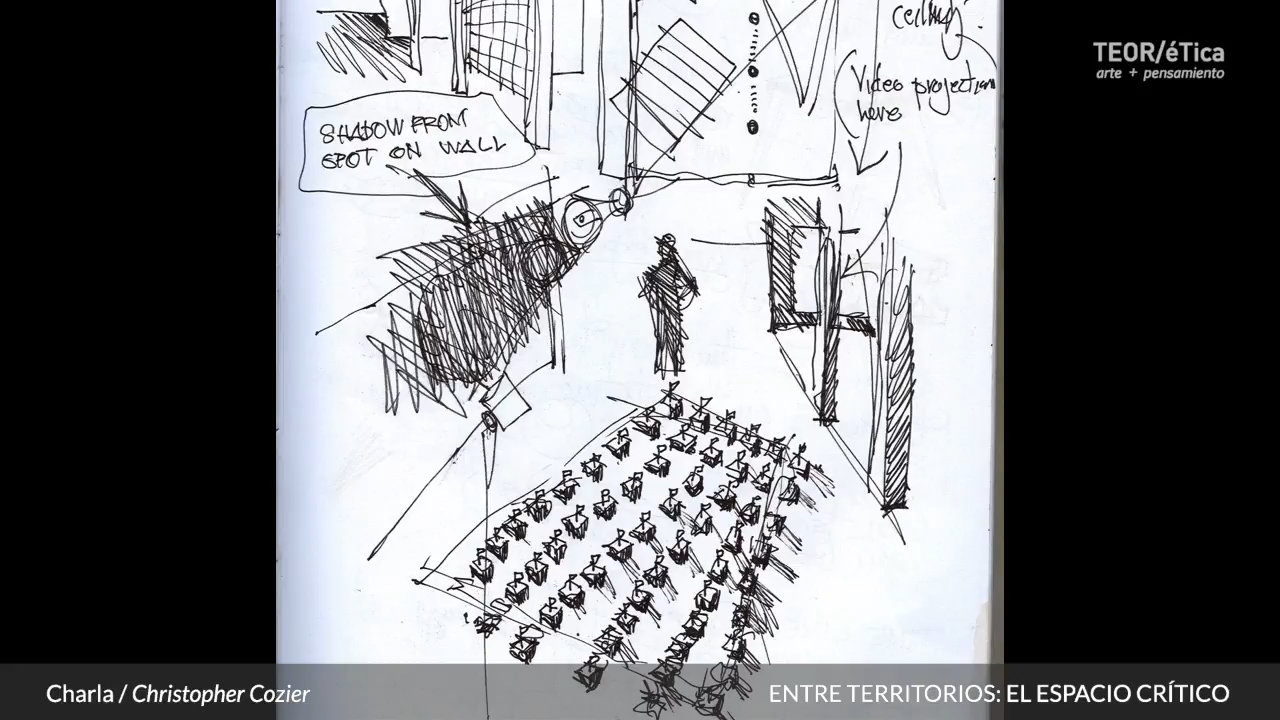 ceiling.
TEOR/éTica
arte + pensamiento
Video projection
here
SHADOW FROM
SPOT ON WALL
Charla / Christopher Cozier
ENTRE TERRITORIOS: EL ESPACIO CRÍTICO